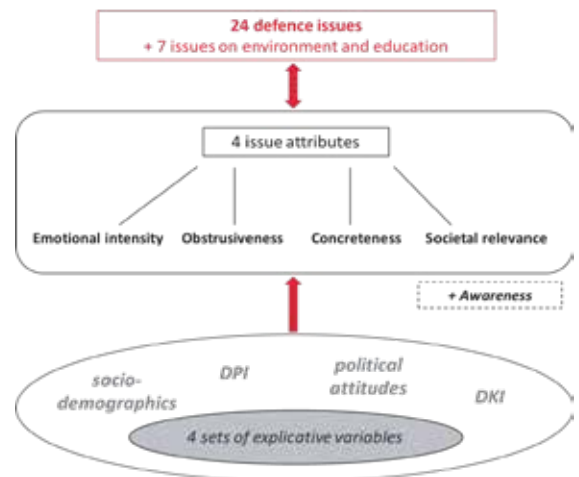 24 defence issues
+ 7 issues on environment and education
4 issue attributes
Emotional intensity Obstrusiveness Concreteness Societal relevance
+ Awareness
socio-
demographics
DPI
political
attitudes
DKI
4 sets of explicative variables